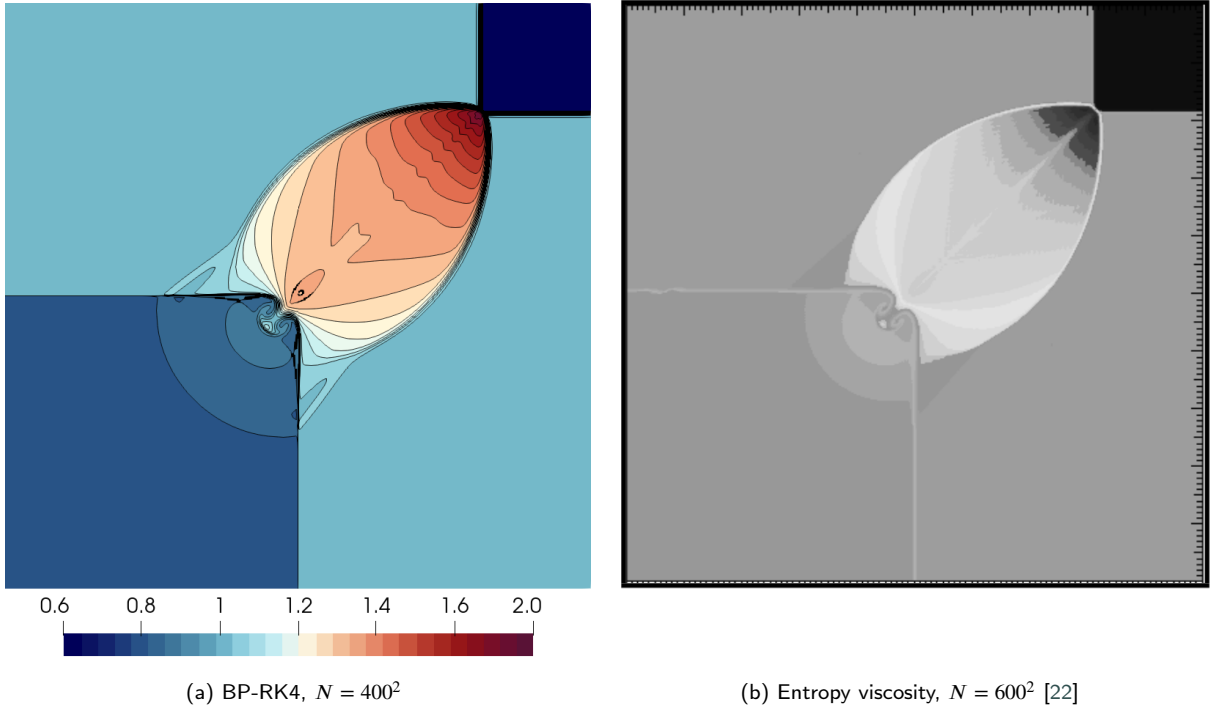 0.6 0.8 1 1.2 1.4 1.6 2.0
(a) BP-RK4, N = 400²
(b) Entropy viscosity, N = 600² [22]